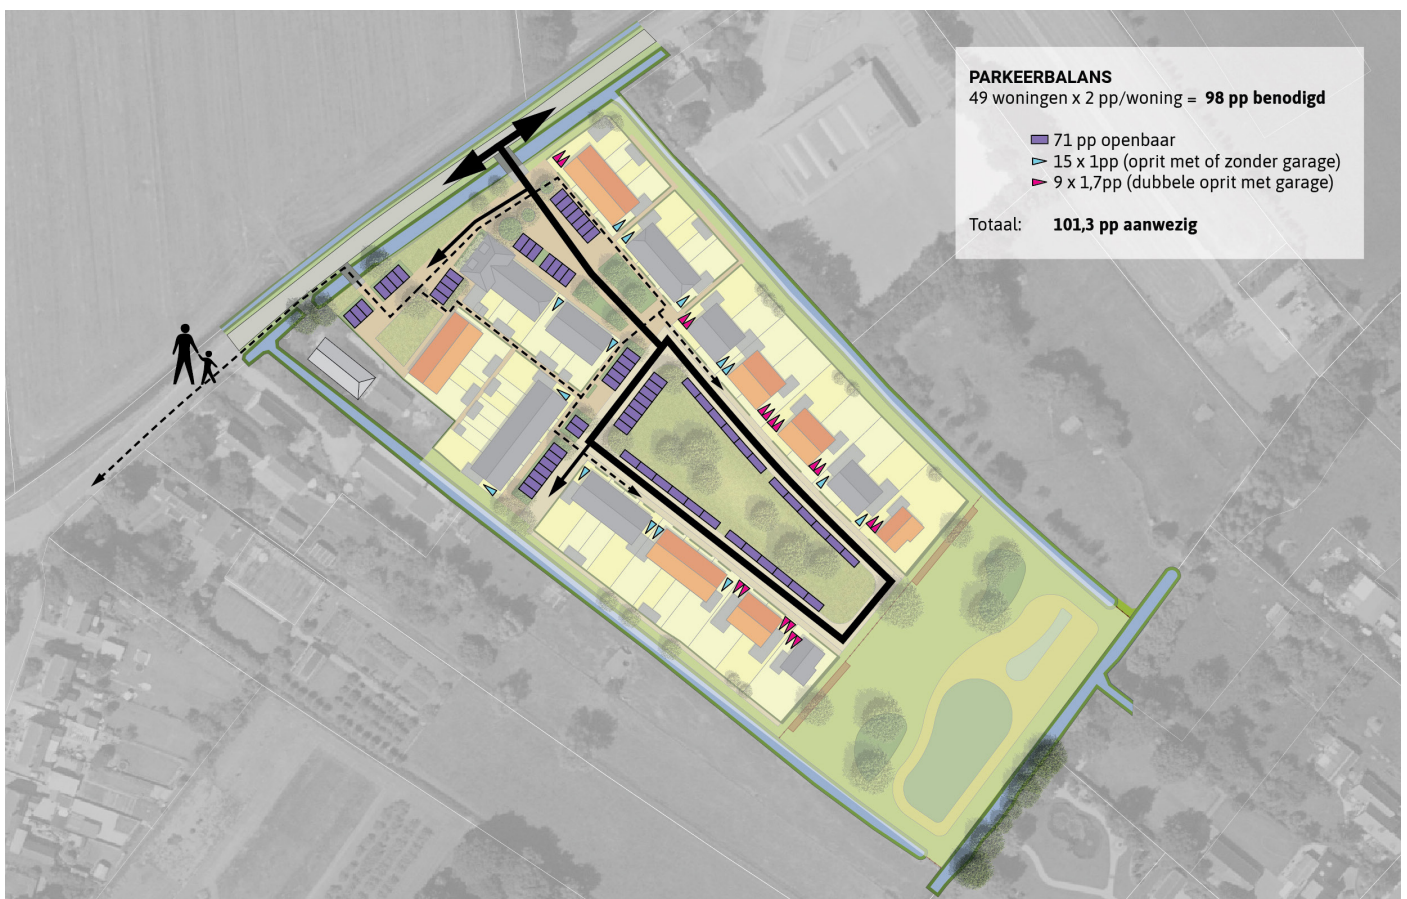 PARKEERBALANS
49 woningen x 2 pp/woning = 98 pp benodigd
71 pp openbaar
15 x 1pp (oprit met of zonder garage)
9 x 1,7pp (dubbele oprit met garage)
Totaal: 101,3 pp aanwezig